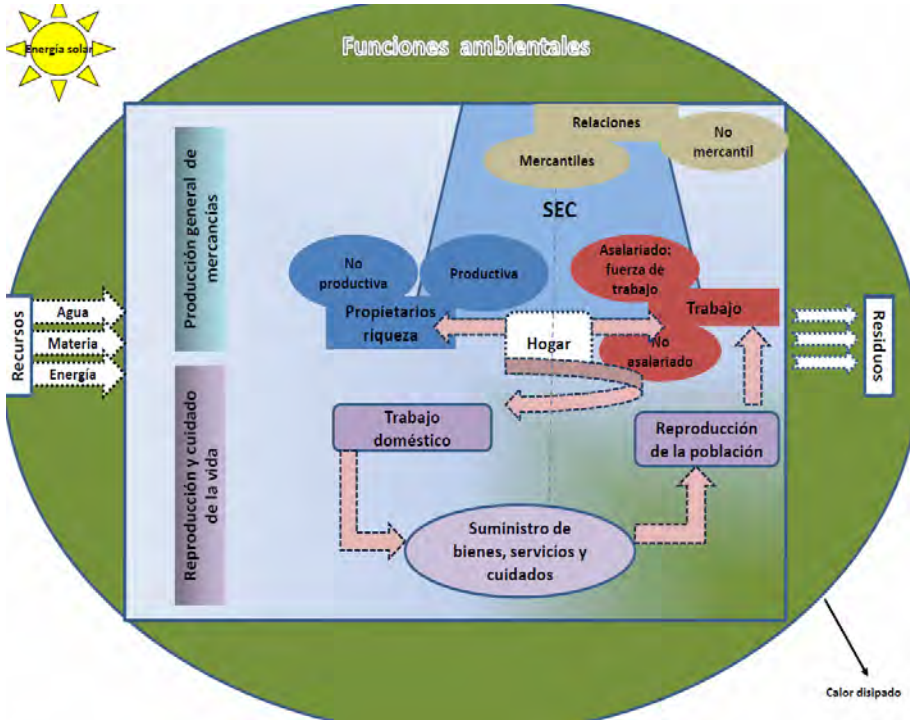 Energía solar
Funciones ambientales
Relaciones
No
mercantil
Mercantiles
SEC
Producción general de
mercancías
No
productiva
Productiva
Asalariado:
fuerza de
trabajo
Propietarios
riqueza
Trabajo
Hogar
No
asalariado
Recursos
Agua
Materia
Energía
Residuos
Reproducción y cuidado
de la vida
Trabajo
doméstico
Reproducción
de la población
Suministro de
bienes, servicios y
cuidados
Calor disipado